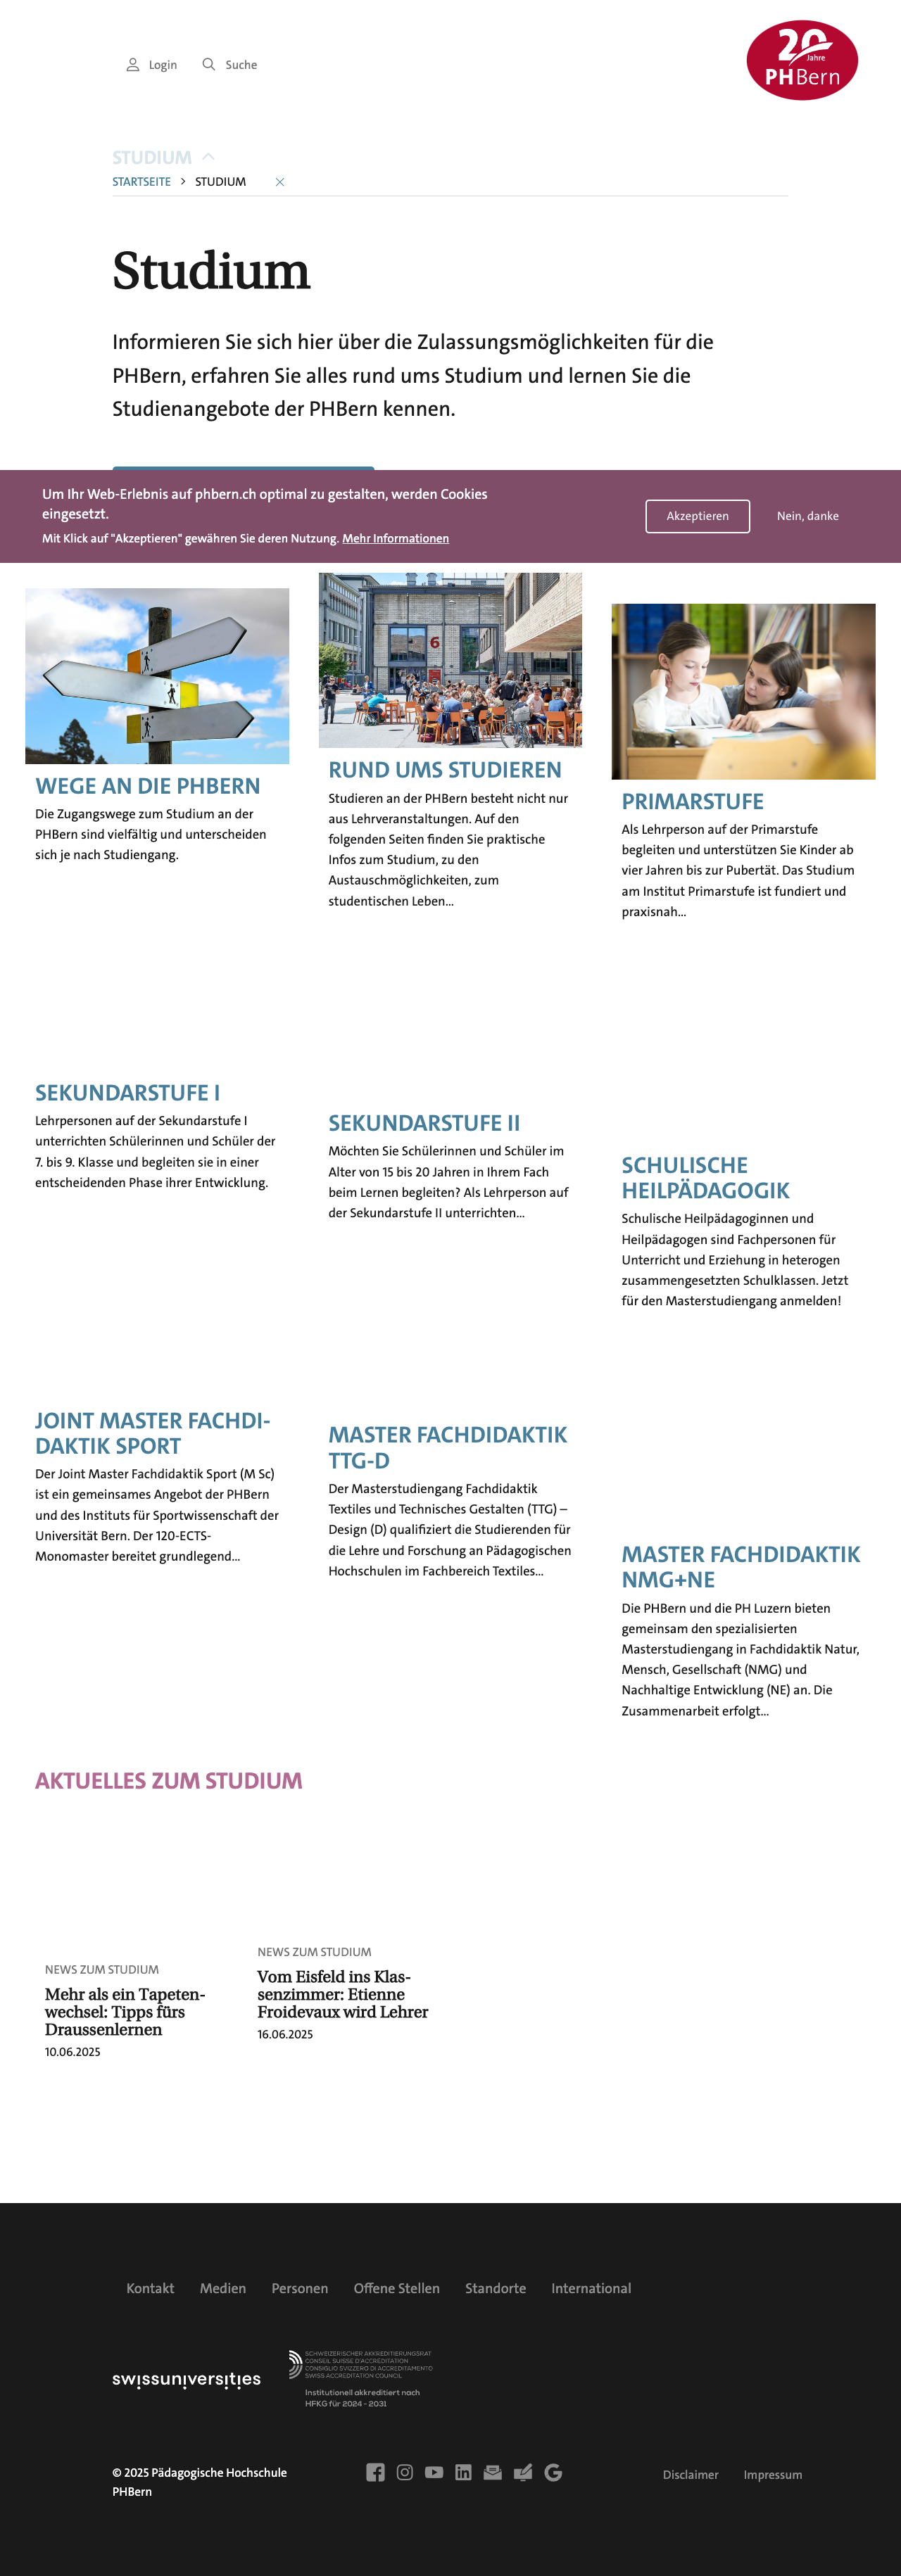 Login
Suche
20
Jahre
PHBern
STUDIUM
STARTSEITE
STUDIUM
Studium
Informieren Sie sich hier über die Zulassungsmöglichkeiten für die
PHBern, erfahren Sie alles rund ums Studium und lernen Sie die
Studienangebote der PHBern kennen.
Um Ihr Web-Erlebnis auf phbern.ch optimal zu gestalten, werden Cookies
eingesetzt.
Mit Klick auf "Akzeptieren" gewähren Sie deren Nutzung. Mehr Informationen
Akzeptieren
Nein, danke
WEGE AN DIE PHBERN
Die Zugangswege zum Studium an der
PHBern sind vielfältig und unterscheiden
sich je nach Studiengang.
6
RUND UMS STUDIEREN
Studieren an der PHBern besteht nicht nur
aus Lehrveranstaltungen. Auf den
folgenden Seiten finden Sie praktische
Infos zum Studium, zu den
Austauschmöglichkeiten, zum
studentischen Leben...
PRIMARSTUFE
Als Lehrperson auf der Primarstufe
begleiten und unterstützen Sie Kinder ab
vier Jahren bis zur Pubertät. Das Studium
am Institut Primarstufe ist fundiert und
praxisnah...
SEKUNDARSTUFE I
Lehrpersonen auf der Sekundarstufe I
unterrichten Schülerinnen und Schüler der
7. bis 9. Klasse und begleiten sie in einer
entscheidenden Phase ihrer Entwicklung.
SEKUNDARSTUFE II
Möchten Sie Schülerinnen und Schüler im
Alter von 15 bis 20 Jahren in Ihrem Fach
beim Lernen begleiten? Als Lehrperson auf
der Sekundarstufe II unterrichten...
SCHULISCHE
HEILPÄDAGOGIK
Schulische Heilpädagoginnen und
Heilpädagogen sind Fachpersonen für
Unterricht und Erziehung in heterogen
zusammengesetzten Schulklassen. Jetzt
für den Masterstudiengang anmelden!
JOINT MASTER FACHDI-
DAKTIK SPORT
Der Joint Master Fachdidaktik Sport (M Sc)
ist ein gemeinsames Angebot der PHBern
und des Instituts für Sportwissenschaft der
Universität Bern. Der 120-ECTS-
Monomaster bereitet grundlegend...
MASTER FACHDIDAKTIK
TTG-D
Der Masterstudiengang Fachdidaktik
Textiles und Technisches Gestalten (TTG) –
Design (D) qualifiziert die Studierenden für
die Lehre und Forschung an Pädagogischen
Hochschulen im Fachbereich Textiles...
MASTER FACHDIDAKTIK
NMG+NE
Die PHBern und die PH Luzern bieten
gemeinsam den spezialisierten
Masterstudiengang in Fachdidaktik Natur,
Mensch, Gesellschaft (NMG) und
Nachhaltige Entwicklung (NE) an. Die
Zusammenarbeit erfolgt...
AKTUELLES ZUM STUDIUM
NEWS ZUM STUDIUM
Mehr als ein Tapeten-
wechsel: Tipps fürs
Draussenlernen
10.06.2025
NEWS ZUM STUDIUM
Vom Eisfeld ins Klas-
senzimmer: Etienne
Froidevaux wird Lehrer
16.06.2025
Kontakt
Medien
Personen
Offene Stellen
Standorte
International
swissuniversities
SCHWEIZERISCHER AKKREDITIERUNGSRAT
CONSEIL SUISSE D'ACCRÉDITATION
CONSIGLIO SVIZZERO DI ACCREDITAMENTO
SWISS ACCREDITATION COUNCIL
Institutionell akkreditiert nach
HFKG für 2024 - 2031
© 2025 Pädagogische Hochschule
PHBern
Disclaimer
Impressum